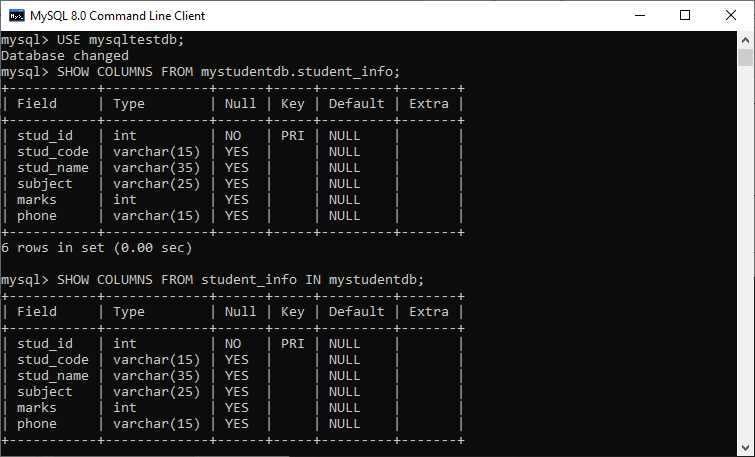 MySQL 8.0 Command Line Client
mysql> USE mysqltestdb;
Database changed
mysql> SHOW COLUMNS FROM mystudentdb.student_info;
+-----------+-------------+------+-----+---------+-------+
| Field     | Type        | Null | Key | Default | Extra |
+-----------+-------------+------+-----+---------+-------+
| stud_id   | int         | NO   | PRI | NULL    |       |
| stud_code | varchar(15) | YES  |     | NULL    |       |
| stud_name | varchar(35) | YES  |     | NULL    |       |
| subject   | varchar(25) | YES  |     | NULL    |       |
| marks     | int         | YES  |     | NULL    |       |
| phone     | varchar(15) | YES  |     | NULL    |       |
+-----------+-------------+------+-----+---------+-------+
6 rows in set (0.00 sec)
mysql> SHOW COLUMNS FROM student_info IN mystudentdb;
+-----------+-------------+------+-----+---------+-------+
| Field     | Type        | Null | Key | Default | Extra |
+-----------+-------------+------+-----+---------+-------+
| stud_id   | int         | NO   | PRI | NULL    |       |
| stud_code | varchar(15) | YES  |     | NULL    |       |
| stud_name | varchar(35) | YES  |     | NULL    |       |
| subject   | varchar(25) | YES  |     | NULL    |       |
| marks     | int         | YES  |     | NULL    |       |
| phone     | varchar(15) | YES  |     | NULL    |       |
+-----------+-------------+------+-----+---------+-------+